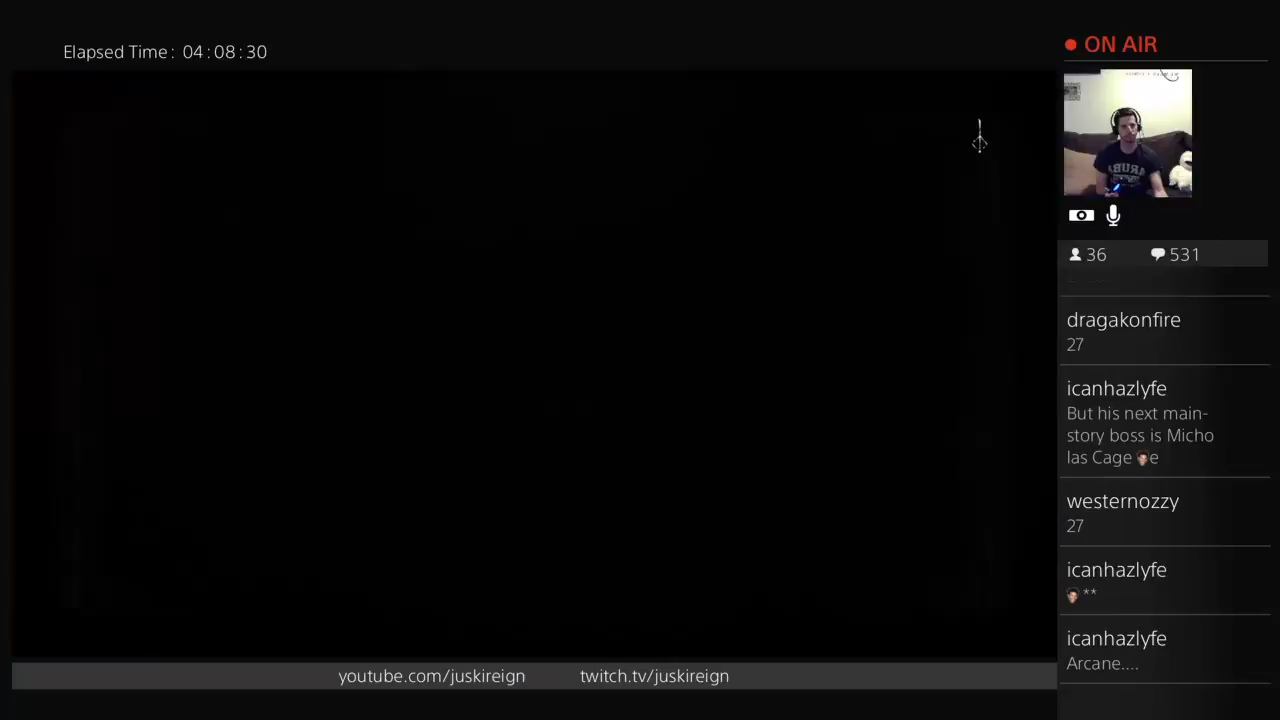 Elapsed Time: 04:08:30
ON AIR
36 531
dragakonfire
27
icanhazlyfe
But his next main-
story boss is Micho
las Cage e
westernozzy
27
icanhazlyfe
**
icanhazlyfe
Arcane....
youtube.com/juskireign twitch.tv/juskireign